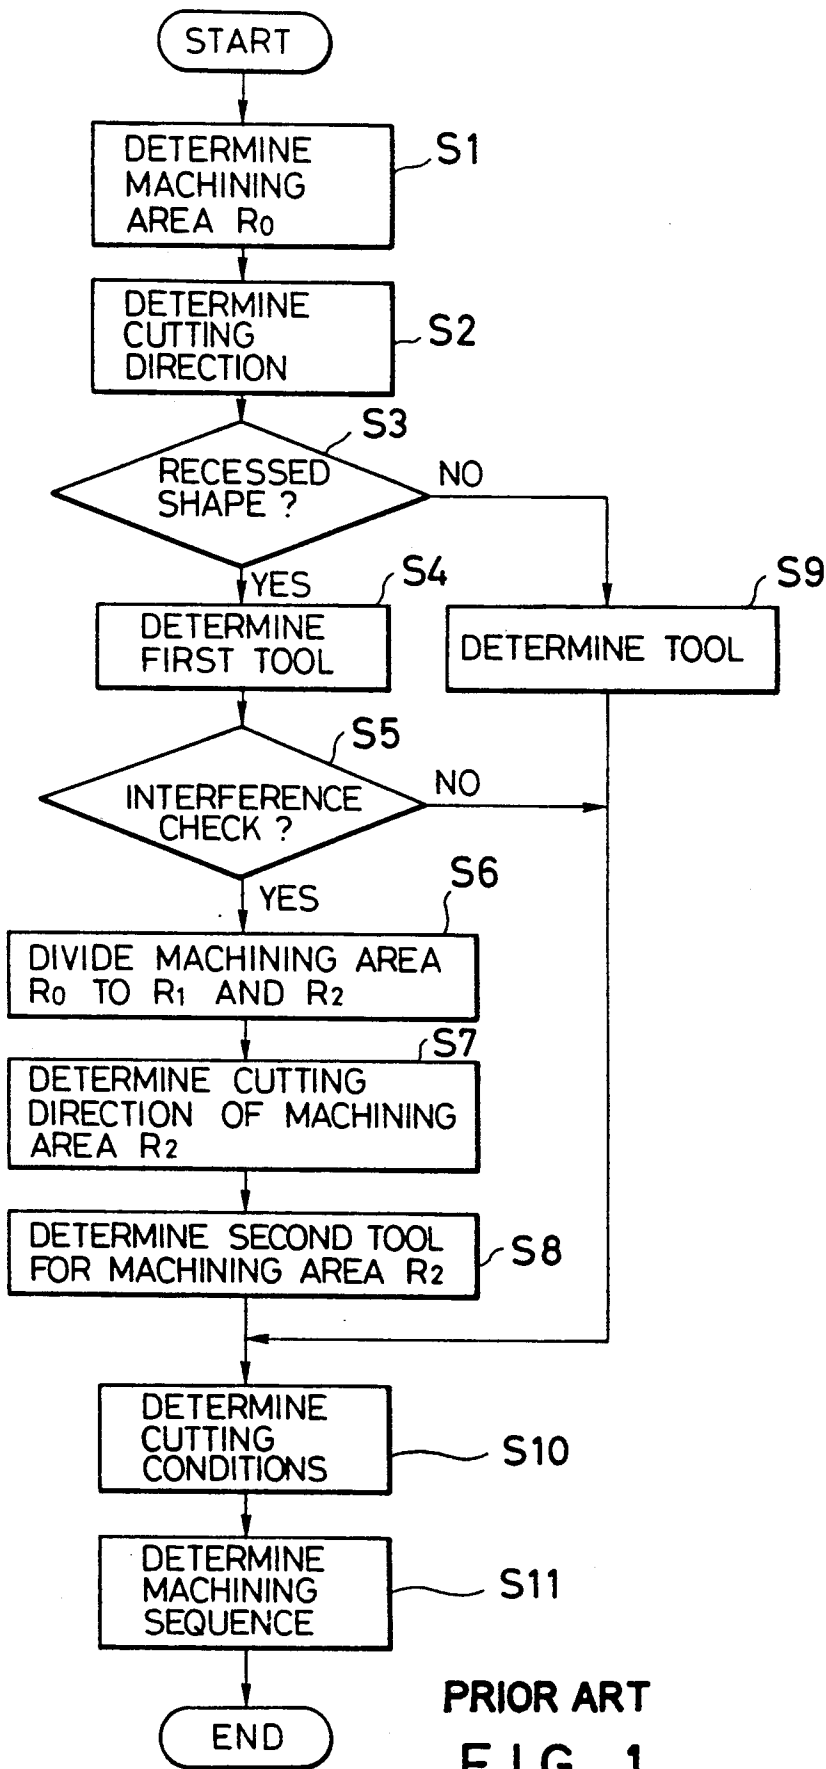 START
DETERMINE
MACHINING
AREA R0
S1
DETERMINE
CUTTING
DIRECTION
S2
S3
RECESSED
SHAPE ?
NO
YES
S4
DETERMINE
FIRST TOOL
S9
DETERMINE TOOL
S5
INTERFERENCE
CHECK ?
NO
YES
S6
DIVIDE MACHINING AREA
R0 TO R1 AND R2
S7
DETERMINE CUTTING
DIRECTION OF MACHINING
AREA R2
DETERMINE SECOND TOOL
FOR MACHINING AREA R2
S8
DETERMINE
CUTTING
CONDITIONS
S10
DETERMINE
MACHINING
SEQUENCE
S11
END
PRIOR ART
FIG. 1